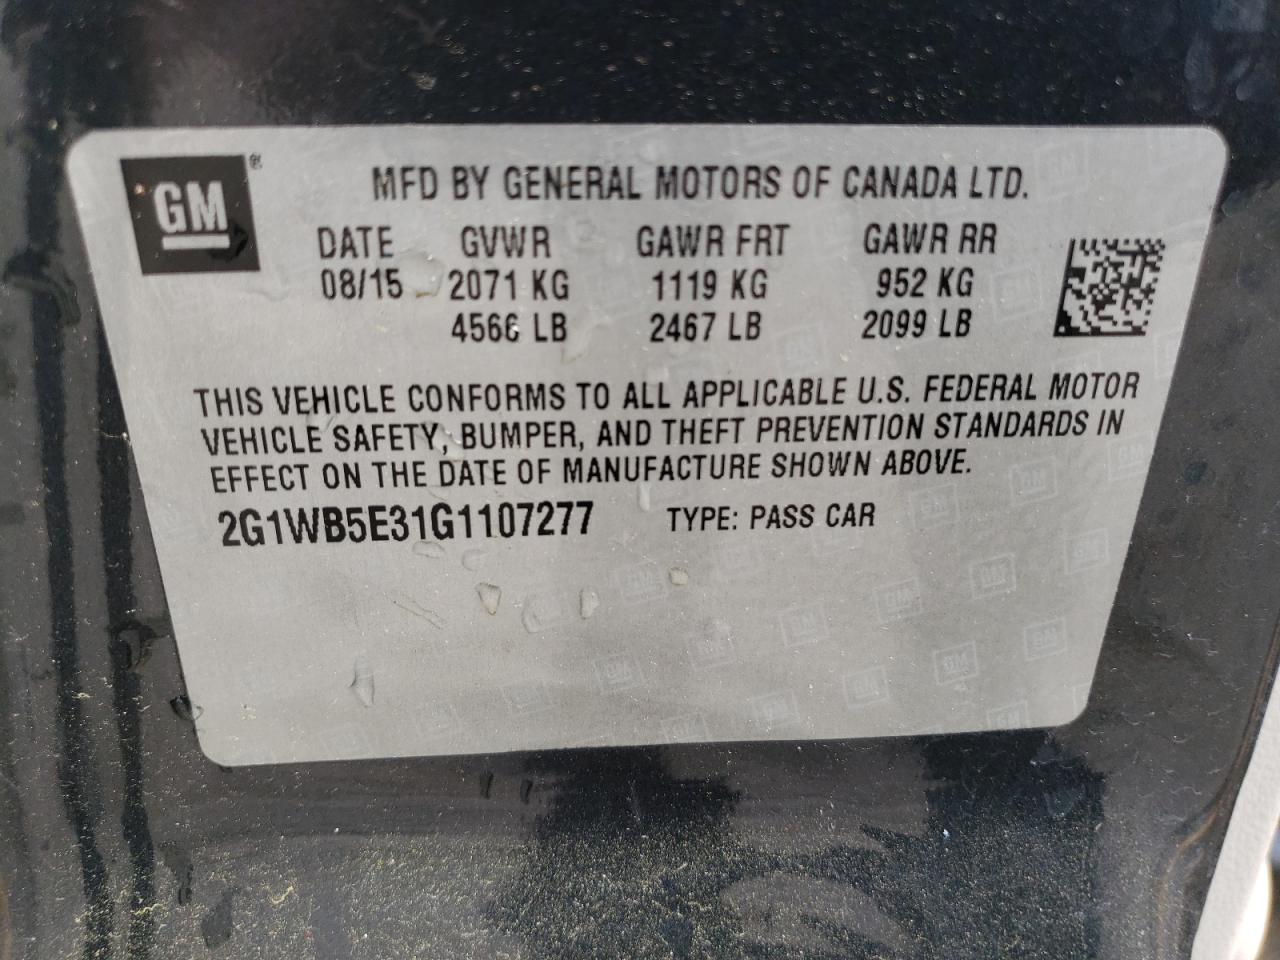 GM®
MFD BY GENERAL MOTORS OF CANADA LTD.
DATE GVWR GAWR FRT GAWR RR
08/15 2071 KG 1119 KG 952 KG
4566 LB 2467 LB 2099 LB
THIS VEHICLE CONFORMS TO ALL APPLICABLE U.S. FEDERAL MOTOR
VEHICLE SAFETY, BUMPER, AND THEFT PREVENTION STANDARDS IN
EFFECT ON THE DATE OF MANUFACTURE SHOWN ABOVE.
2G1WB5E31G1107277 TYPE: PASS CAR